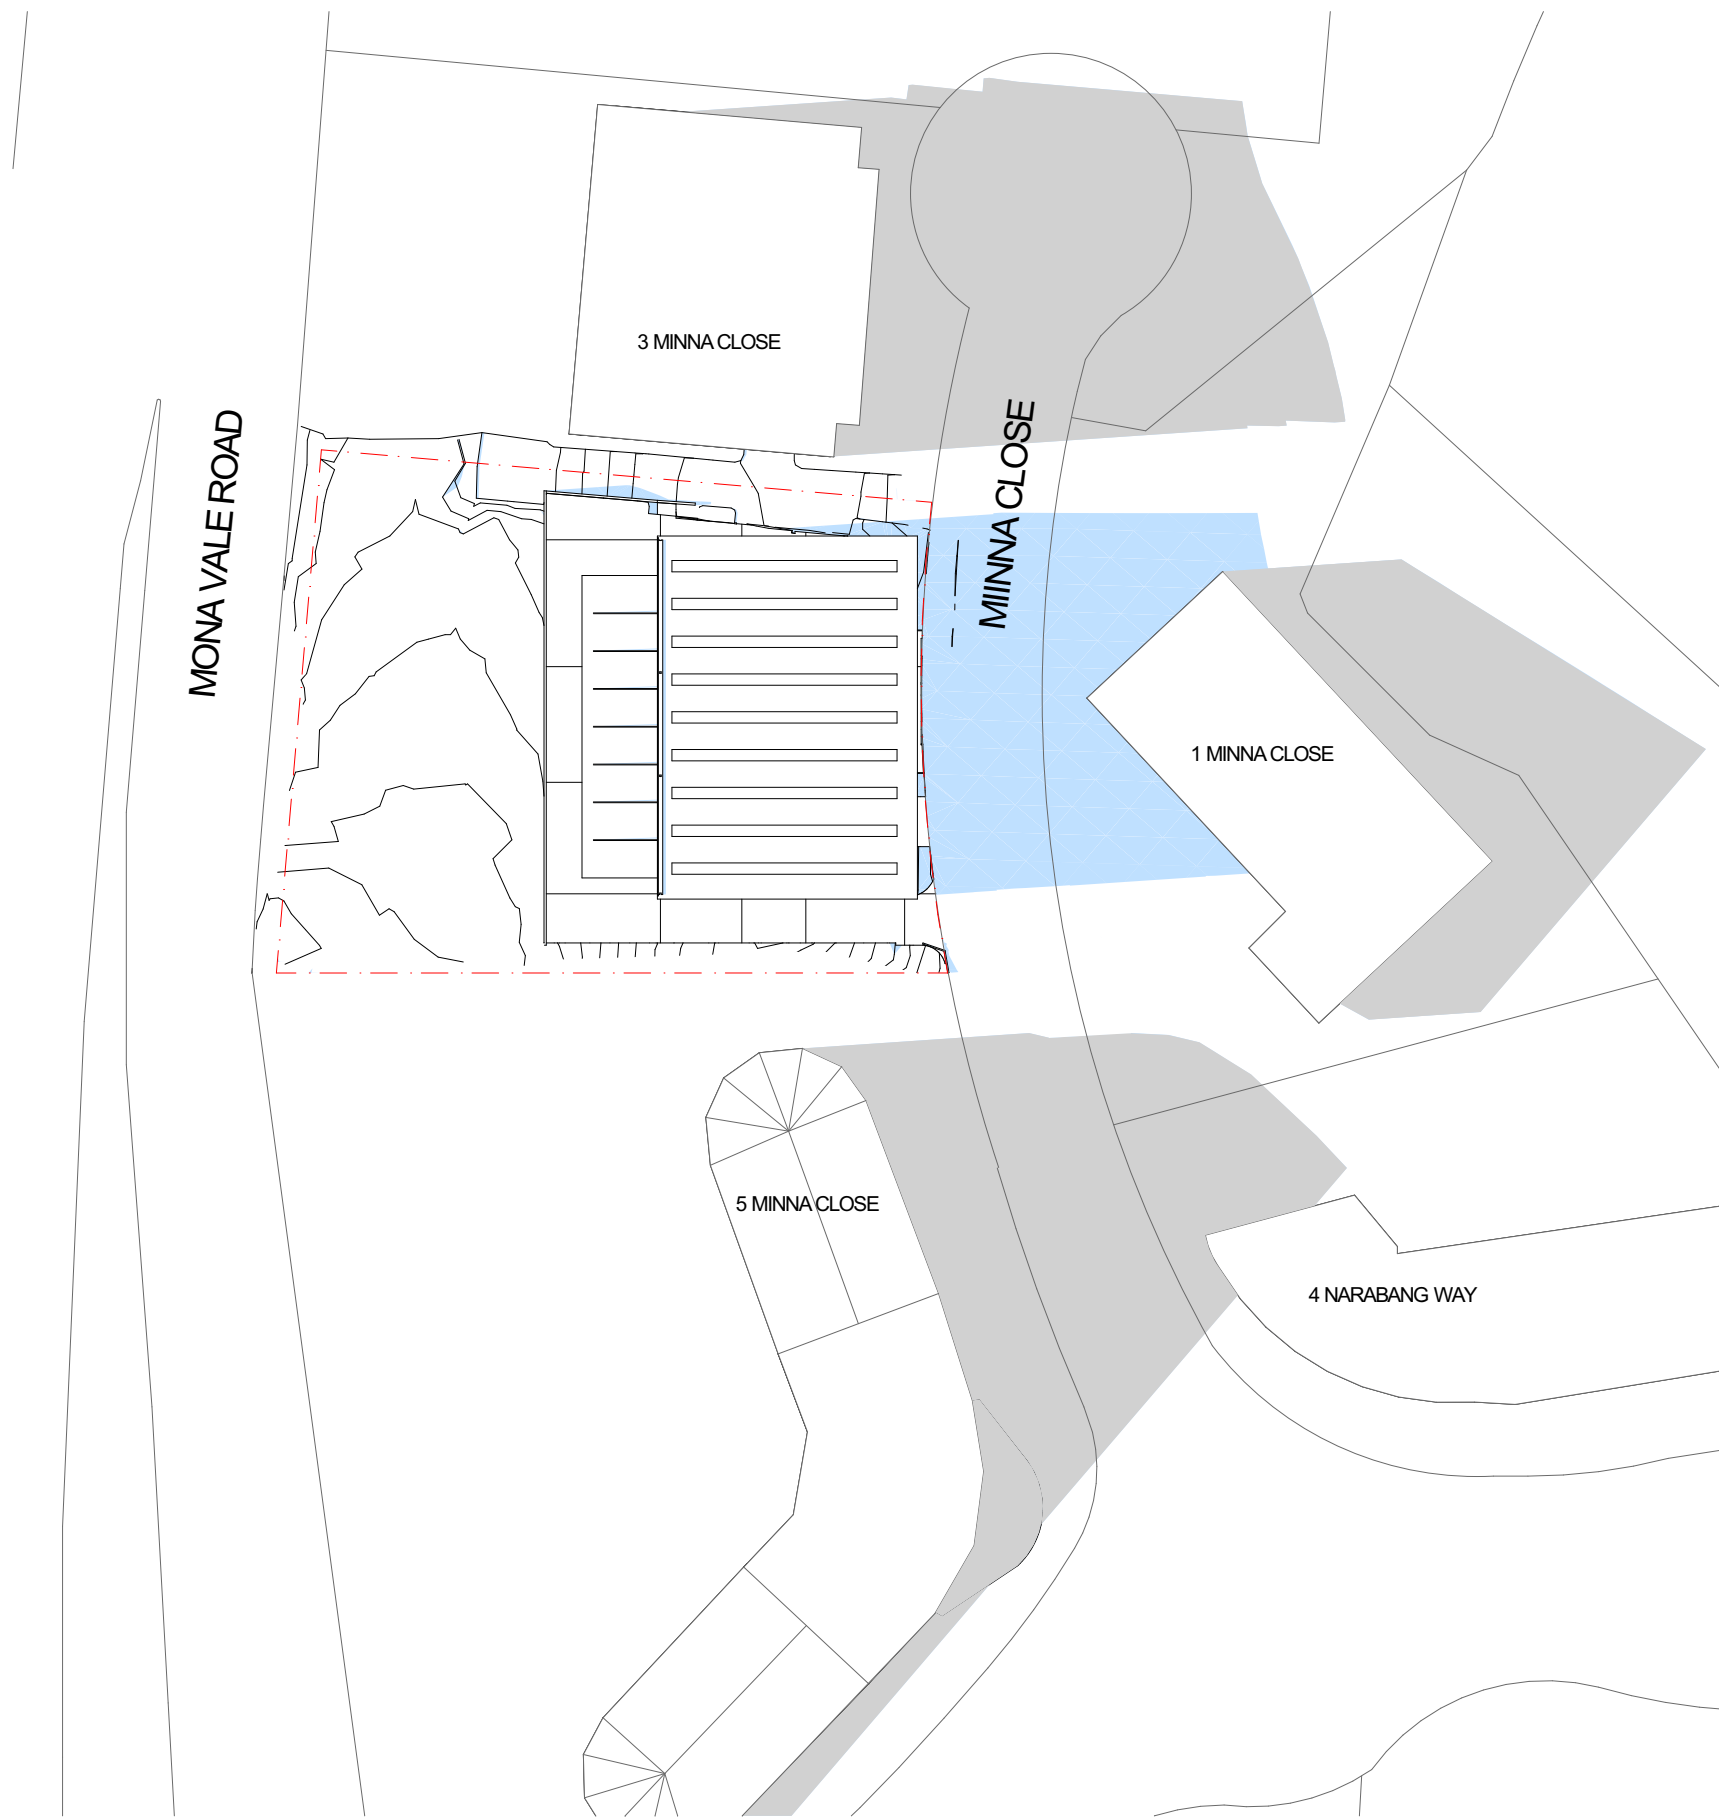 3 MINNA CLOSE
MONA VALE ROAD
MIINNA CLOSE
1 MINNA CLOSE
5 MINNA CLOSE
4 NARABANG WAY